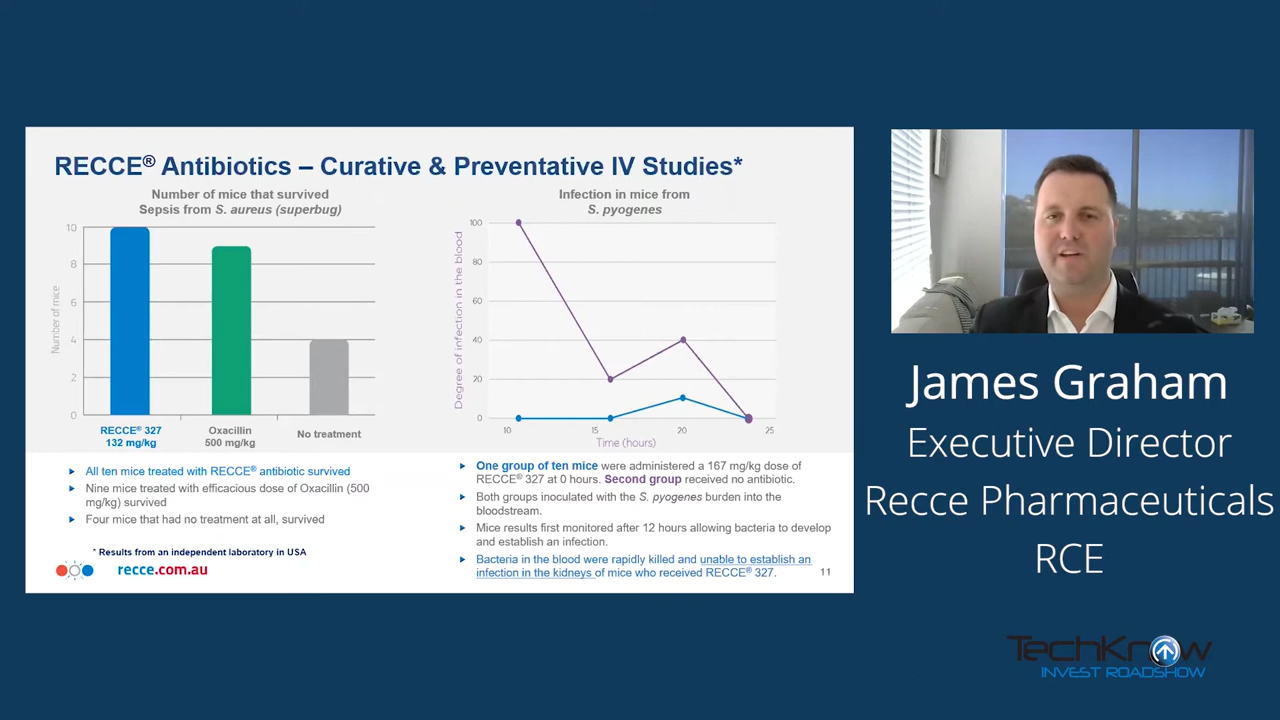 RECCE® Antibiotics – Curative & Preventative IV Studies*
Number of mice that survived
Sepsis from S. aureus (superbug)
Number of mice
10
8
6
4
2
0
RECCE® 327
132 mg/kg
Oxacillin
500 mg/kg
No treatment
All ten mice treated with RECCE® antibiotic survived
Nine mice treated with efficacious dose of Oxacillin (500
mg/kg) survived
Four mice that had no treatment at all, survived
* Results from an independent laboratory in USA
recce.com.au
Infection in mice from
S. pyogenes
Degree of infection in the blood
100
80
60
40
20
0
10
15
20
25
Time (hours)
One group of ten mice were administered a 167 mg/kg dose of
RECCE® 327 at 0 hours. Second group received no antibiotic.
Both groups inoculated with the S. pyogenes burden into the
bloodstream.
Mice results first monitored after 12 hours allowing bacteria to develop
and establish an infection.
Bacteria in the blood were rapidly killed and unable to establish an
infection in the kidneys of mice who received RECCE® 327.
11
James Graham
Executive Director
Recce Pharmaceuticals
RCE
TechKnow
INVEST ROADSHOW